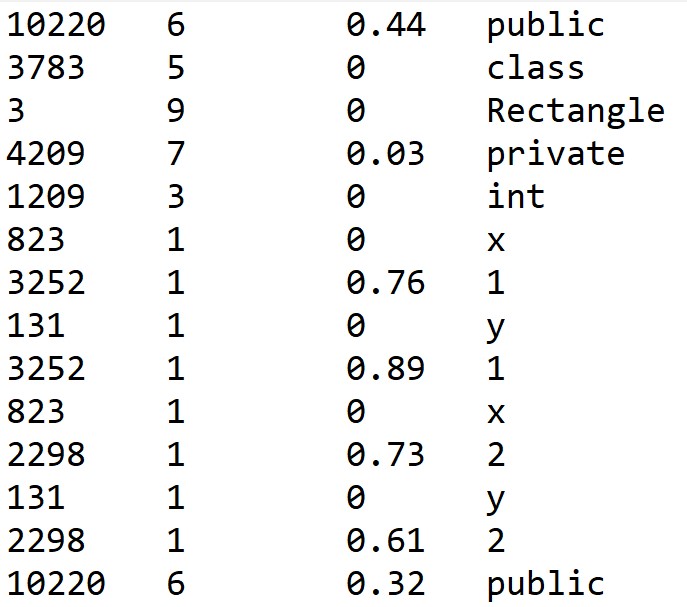 10220 6 0.44 public
3783 5 0 class
3 9 0 Rectangle
4209 7 0.03 private
1209 3 0 int
823 1 0 x
3252 1 0.76 1
131 1 0 y
3252 1 0.89 1
823 1 0 x
2298 1 0.73 2
131 1 0 y
2298 1 0.61 2
10220 6 0.32 public